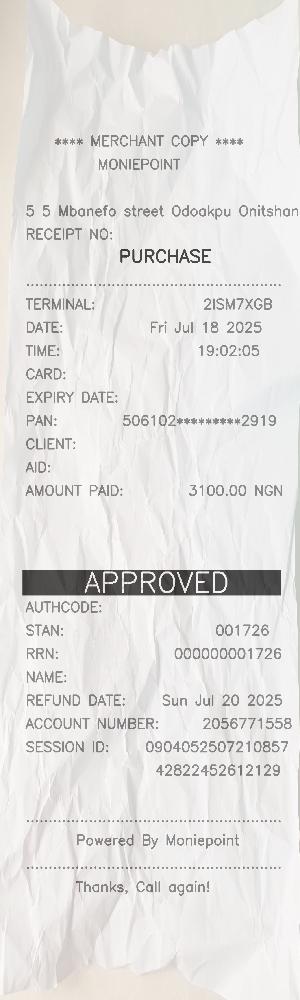 **** MERCHANT COPY ****
MONIEPOINT
5 5 Mbanefo street Odoakpu Onitshan
RECEIPT NO:
PURCHASE
TERMINAL: 2ISM7XGB
DATE: Fri Jul 18 2025
TIME: 19:02:05
CARD:
EXPIRY DATE:
PAN: 506102*********2919
CLIENT:
AID:
AMOUNT PAID: 3100.00 NGN
APPROVED
AUTHCODE:
STAN: 001726
RRN: 000000001726
NAME:
REFUND DATE: Sun Jul 20 2025
ACCOUNT NUMBER: 2056771558
SESSION ID: 0904052507210857
42822452612129
Powered By Moniepoint
Thanks, Call again!